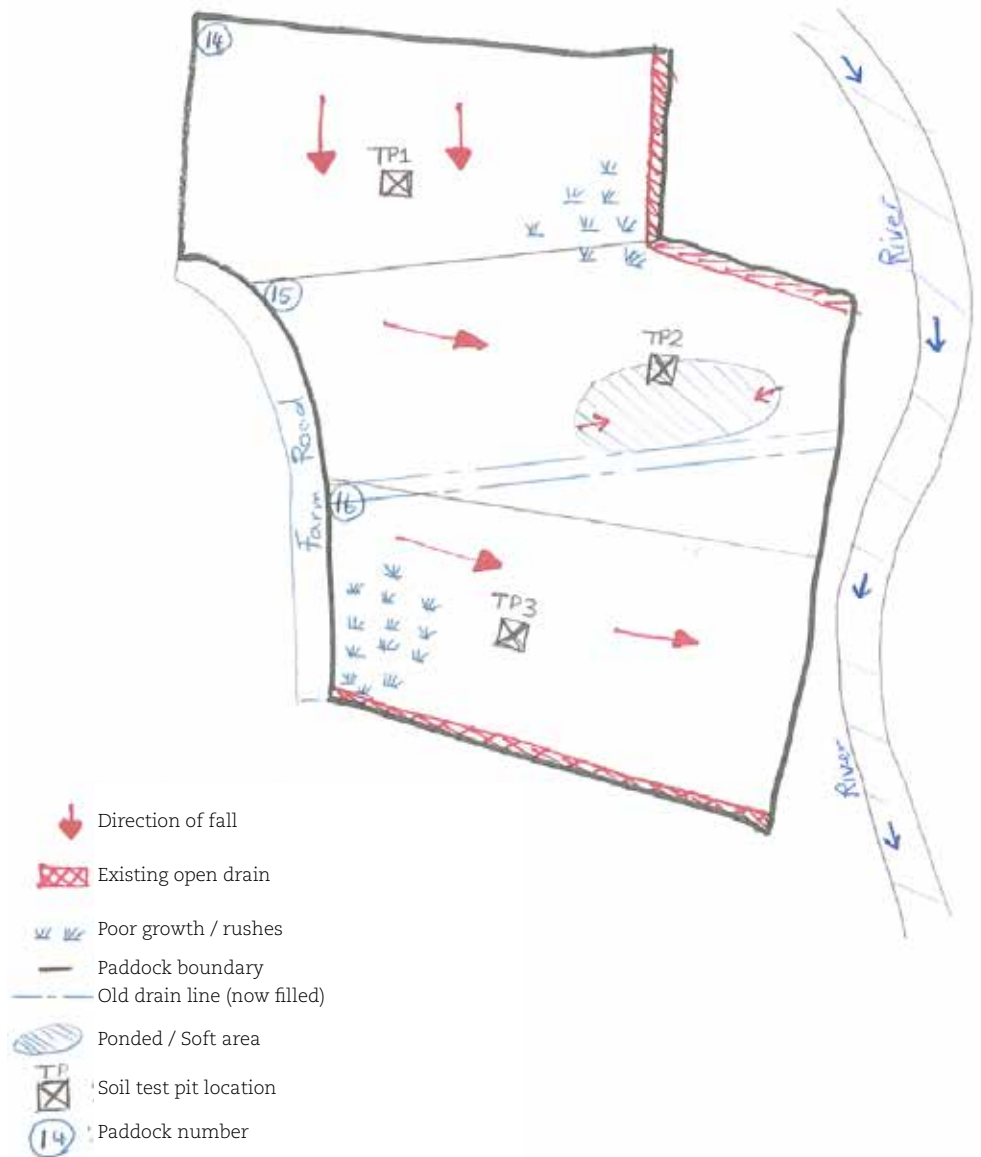 14
TP1
River
15
TP2
Farm Road
16
TP3
River
Direction of fall
Existing open drain
Poor growth / rushes
Paddock boundary
Old drain line (now filled)
Ponded / Soft area
TP
Soil test pit location
14
Paddock number